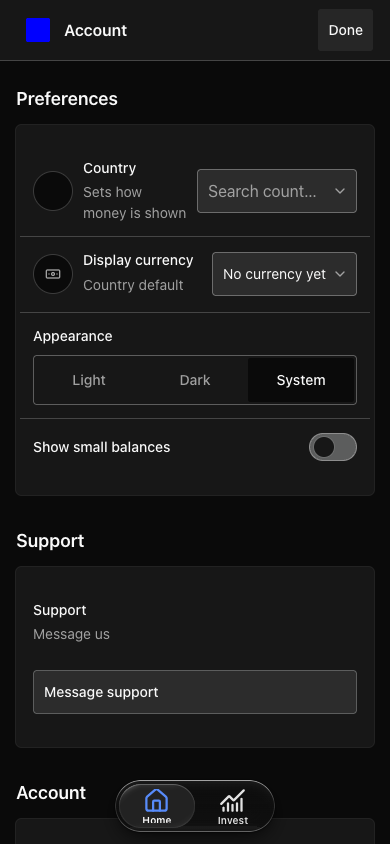 Account
Done
Preferences
Country
Sets how
money is shown
Search count...
Display currency
Country default
No currency yet
Appearance
Light
Dark
System
Show small balances
Support
Support
Message us
Message support
Account
Home
Invest